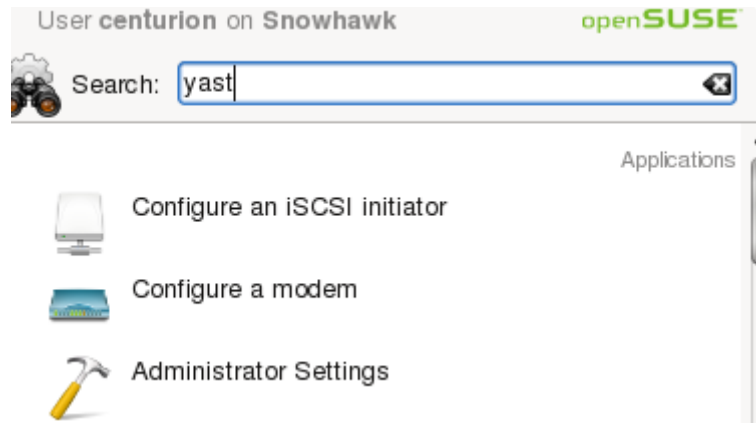 User centurion on Snowhawk
openSUSE
Search: yast
Applications
Configure an iSCSI initiator
Configure a modem
Administrator Settings